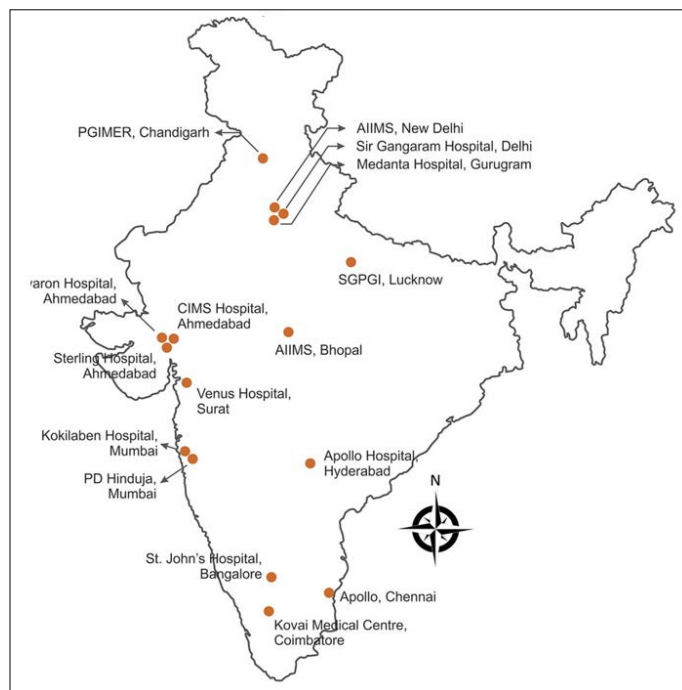 PGIMER, Chandigarh
AIIMS, New Delhi
Sir Gangaram Hospital, Delhi
Medanta Hospital, Gurugram
SGPGI, Lucknow
varon Hospital,
Ahmedabad
CIMS Hospital,
Ahmedabad
AIIMS, Bhopal
Sterling Hospital,
Ahmedabad
Venus Hospital,
Surat
Kokilaben Hospital,
Mumbai
Apollo Hospital,
Hyderabad
PD Hinduja,
Mumbai
N
St. John's Hospital,
Bangalore
Apollo, Chennai
Kovai Medical Centre,
Coimbatore